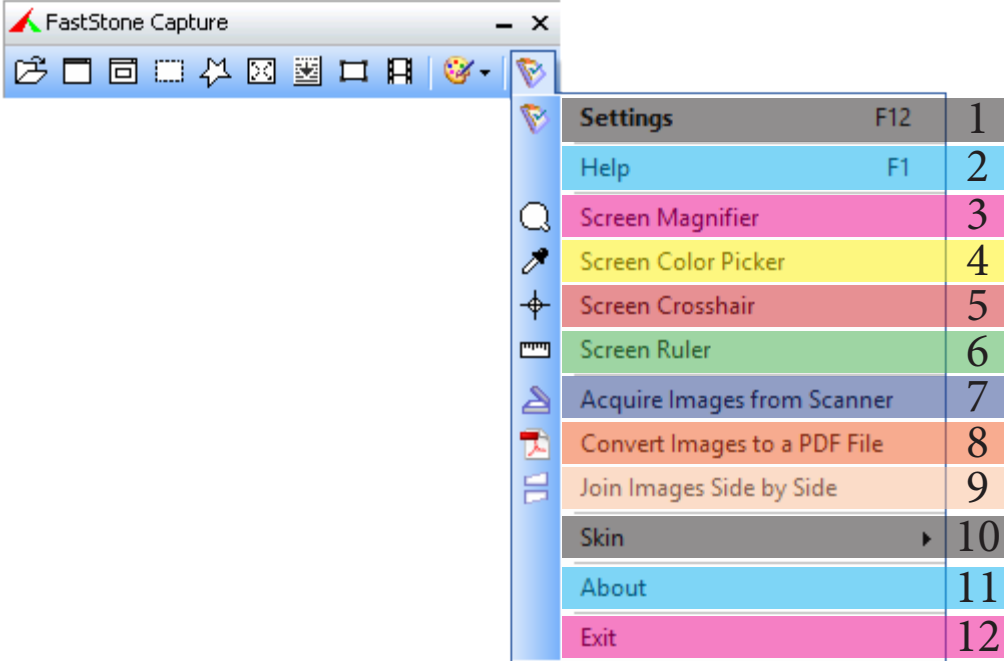 FastStone Capture
Settings F12 1
Help F1 2
Screen Magnifier 3
Screen Color Picker 4
Screen Crosshair 5
Screen Ruler 6
Acquire Images from Scanner 7
Convert Images to a PDF File 8
Join Images Side by Side 9
Skin 10
About 11
Exit 12